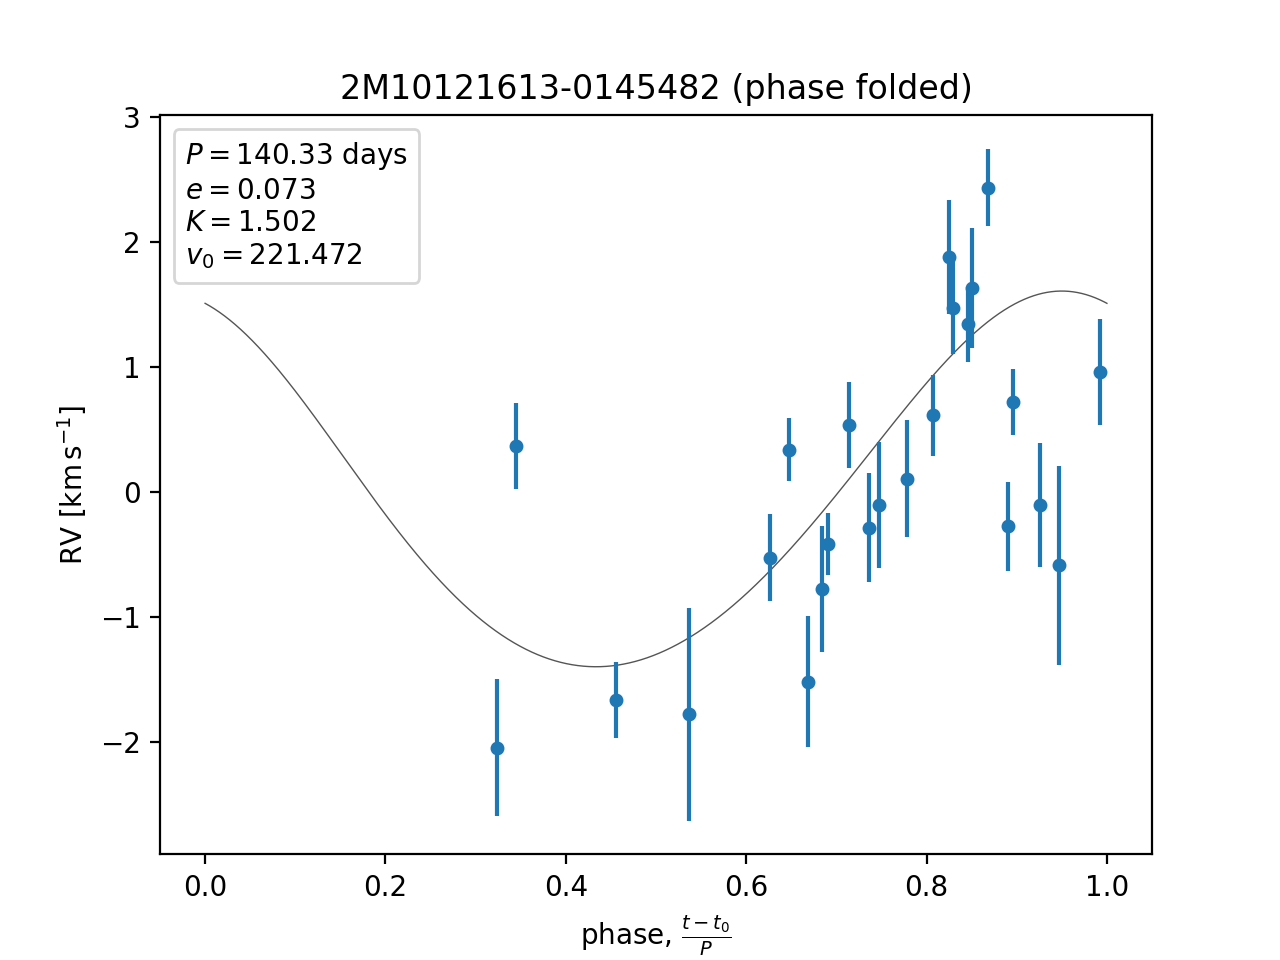 2M10121613-0145482 (phase folded)
P = 140.33 days
e = 0.073
K = 1.502
v₀ = 221.472
3
2
1
0
−1
−2
RV [km s⁻¹]
0.0 0.2 0.4 0.6 0.8 1.0
phase, (t − t₀)/P